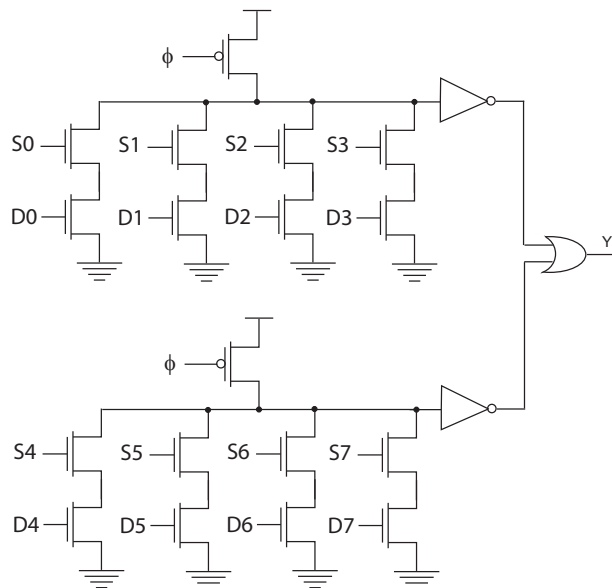 ϕ
S0 S1 S2 S3
D0 D1 D2 D3
Y
ϕ
S4 S5 S6 S7
D4 D5 D6 D7